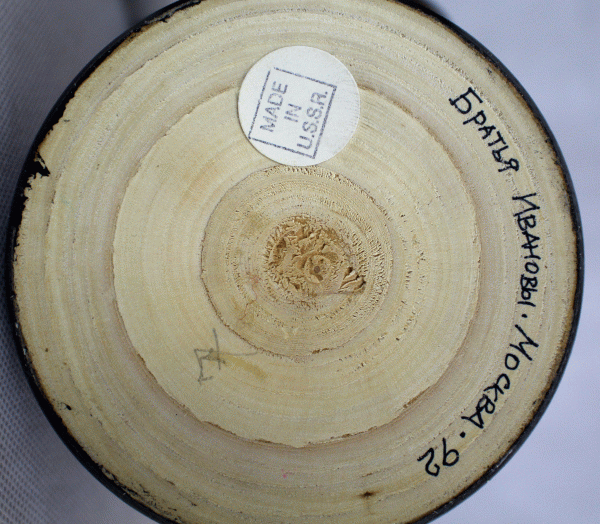 MADE
IN
U.S.S.R.
Братья Ивановы. Москва. 92